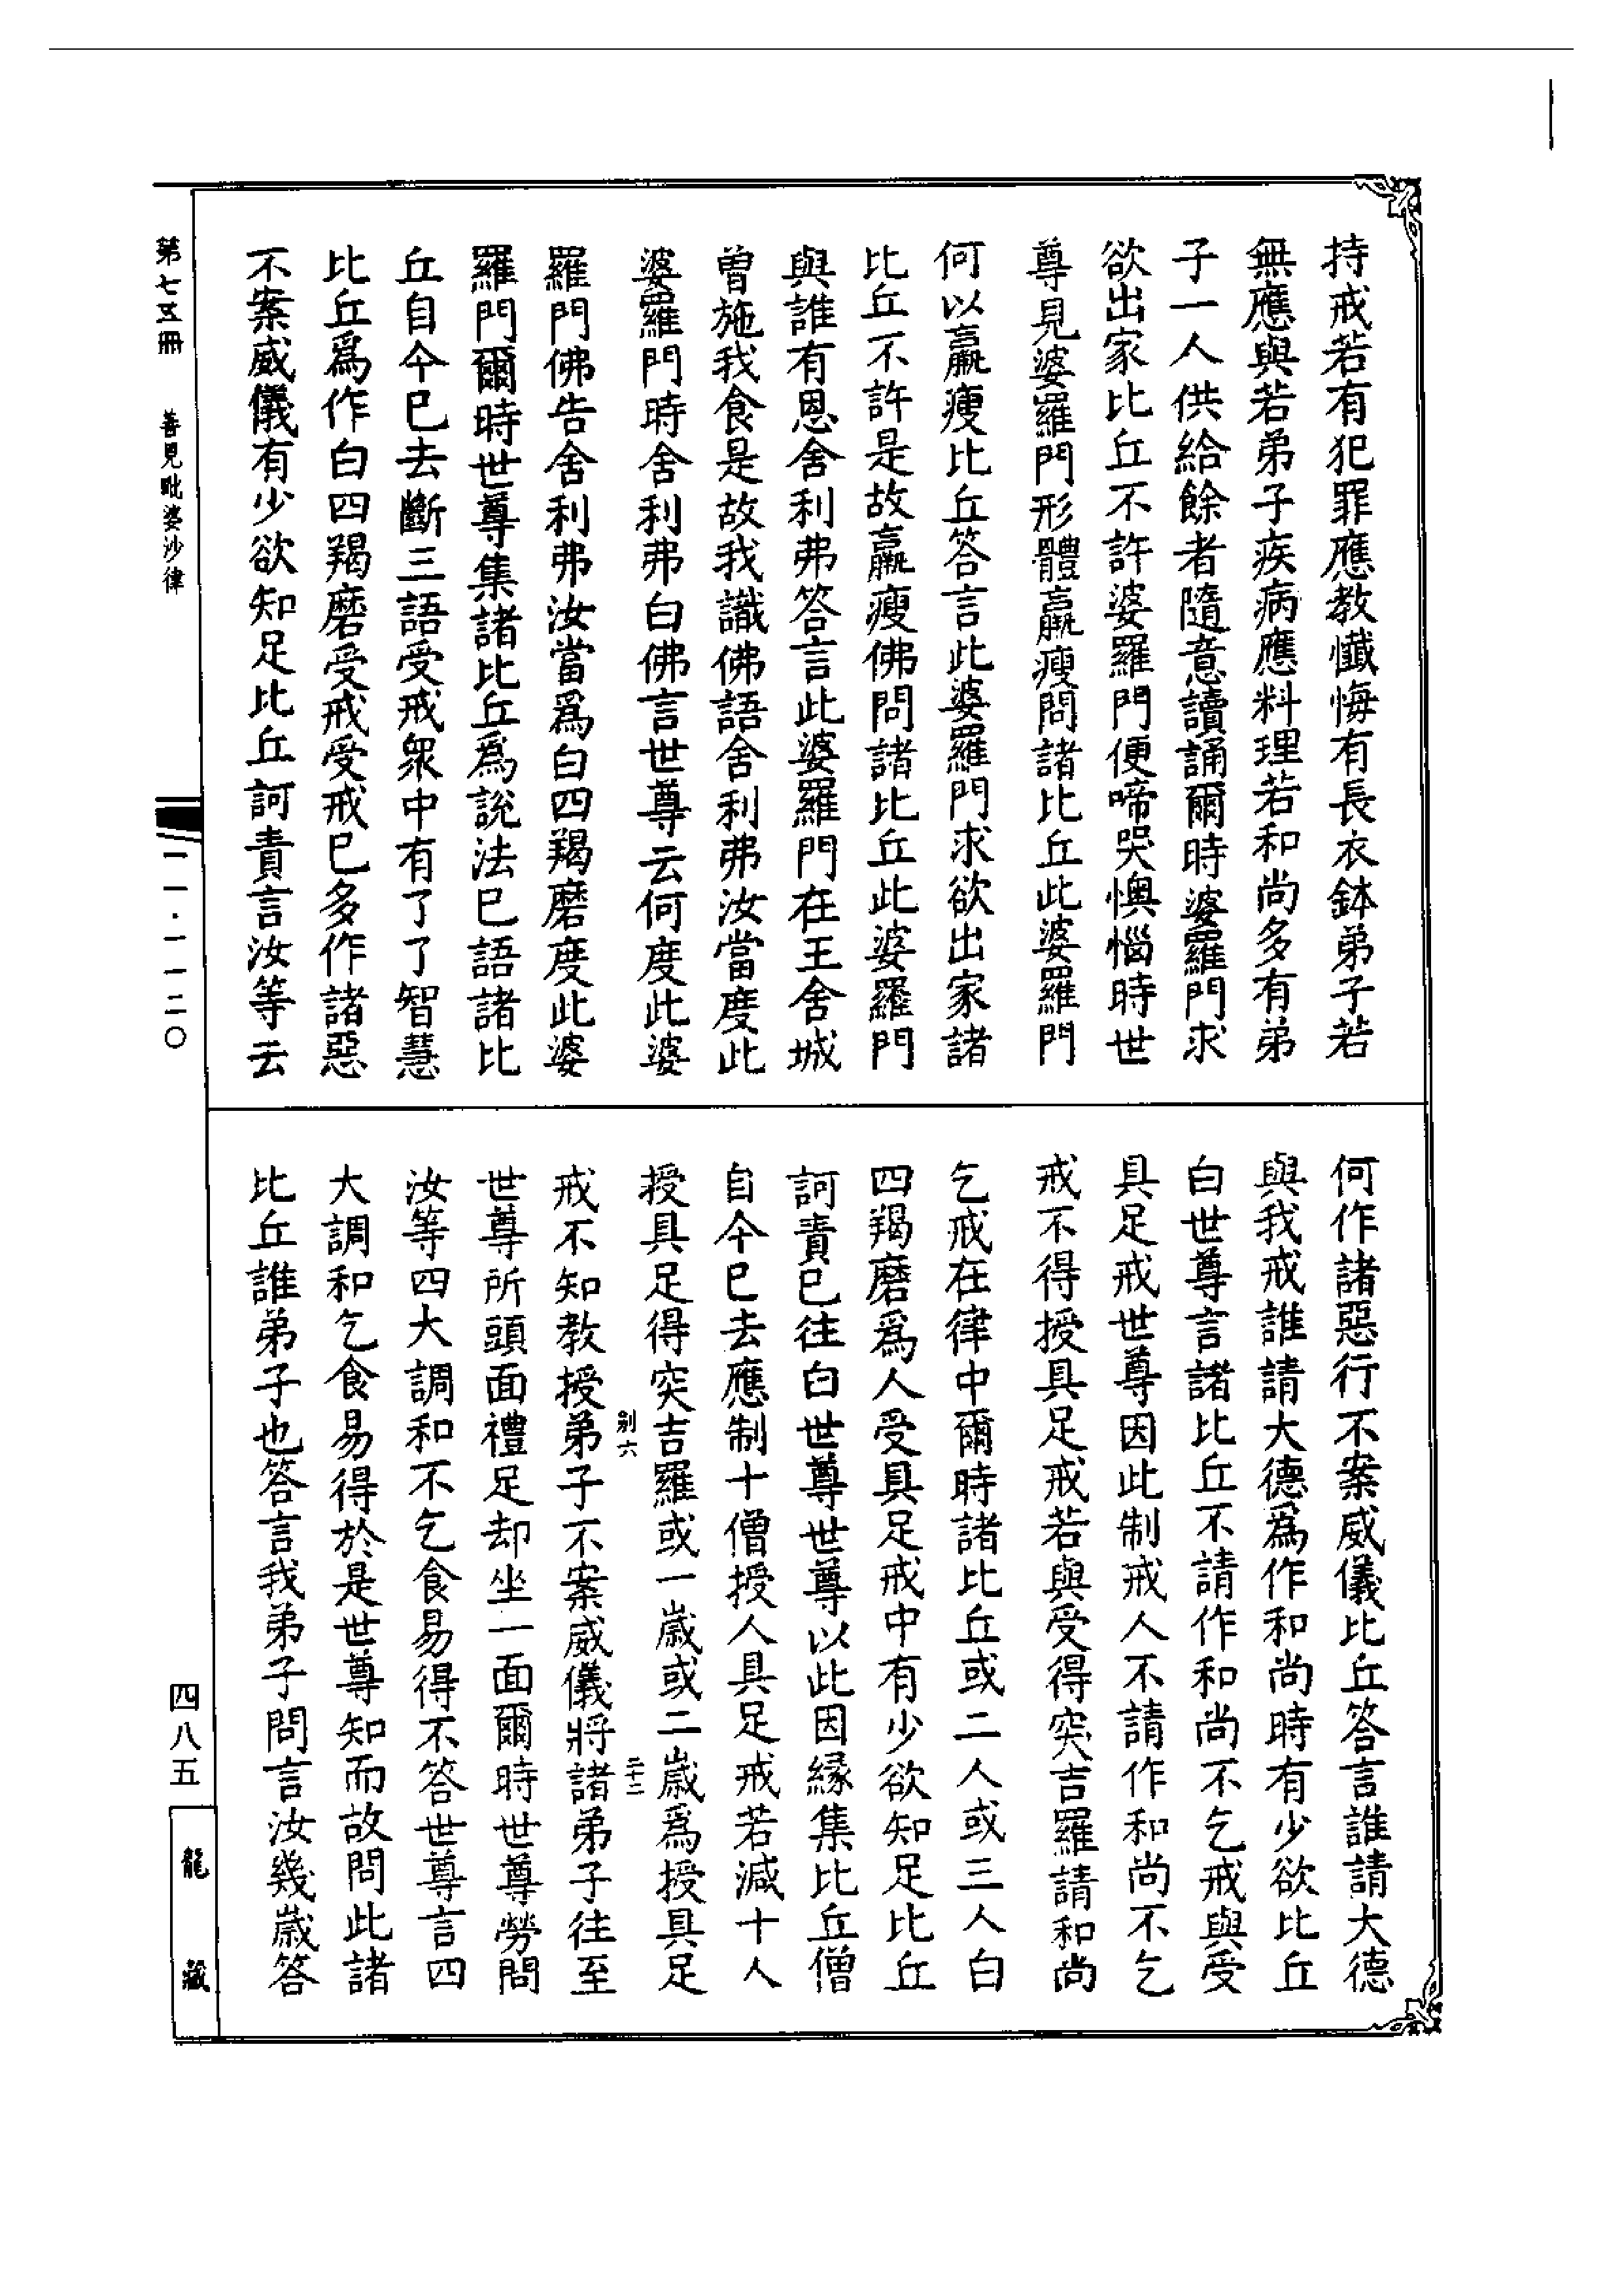 持戒若有犯罪應教懺悔有長衣鉢弟子若
無應與若弟子疾病應料理若和尚多有弟
子一人供給餘者隨意讀誦爾時婆羅門求
欲出家比丘不許婆羅門便啼哭懊惱時世
尊見婆羅門形體羸瘦問諸比丘此婆羅門
何以羸瘦比丘答言此婆羅門求欲出家諸
比丘不許是故羸瘦佛問諸比丘此婆羅門
與誰有恩舍利弗答言此婆羅門在王舍城
曾施我食是故我識佛語舍利弗汝當度此
婆羅門時舍利弗白佛言世尊云何度此婆
羅門佛告舍利弗汝當爲白四羯磨度此婆
羅門爾時世尊集諸比丘爲說法已語諸比
丘自今已去斷三語受戒衆中有了了智慧
比丘爲作白四羯磨受戒受戒已多作諸惡
不案威儀有少欲知足比丘訶責言汝等云
何作諸惡行不案威儀比丘答言誰請大德
與我戒誰請大德爲作和尚時有少欲比丘
白世尊言諸比丘不請作和尚不乞戒與受
具足戒世尊因此制戒人不請作和尚不乞
戒不得授具足戒若與受得突吉羅請和尚
乞戒在律中爾時諸比丘或二人或三人白
四羯磨爲人受具足戒中有少欲知足比丘
訶責已往白世尊世尊以此因緣集比丘僧
自今已去應制十僧授人具足戒若減十人
授具足得突吉羅或一歲或二歲爲授具足
別六
二十二
戒不知教授弟子不案威儀將諸弟子往至
世尊所頭面禮足却坐一面爾時世尊勞問
汝等四大調和不乞食易得不答世尊言四
大調和乞食易得於是世尊知而故問此諸
比丘誰弟子也答言我弟子問言汝幾歲答
第七五冊
善見毗婆沙律
一一·一一二〇
四八五
龍藏